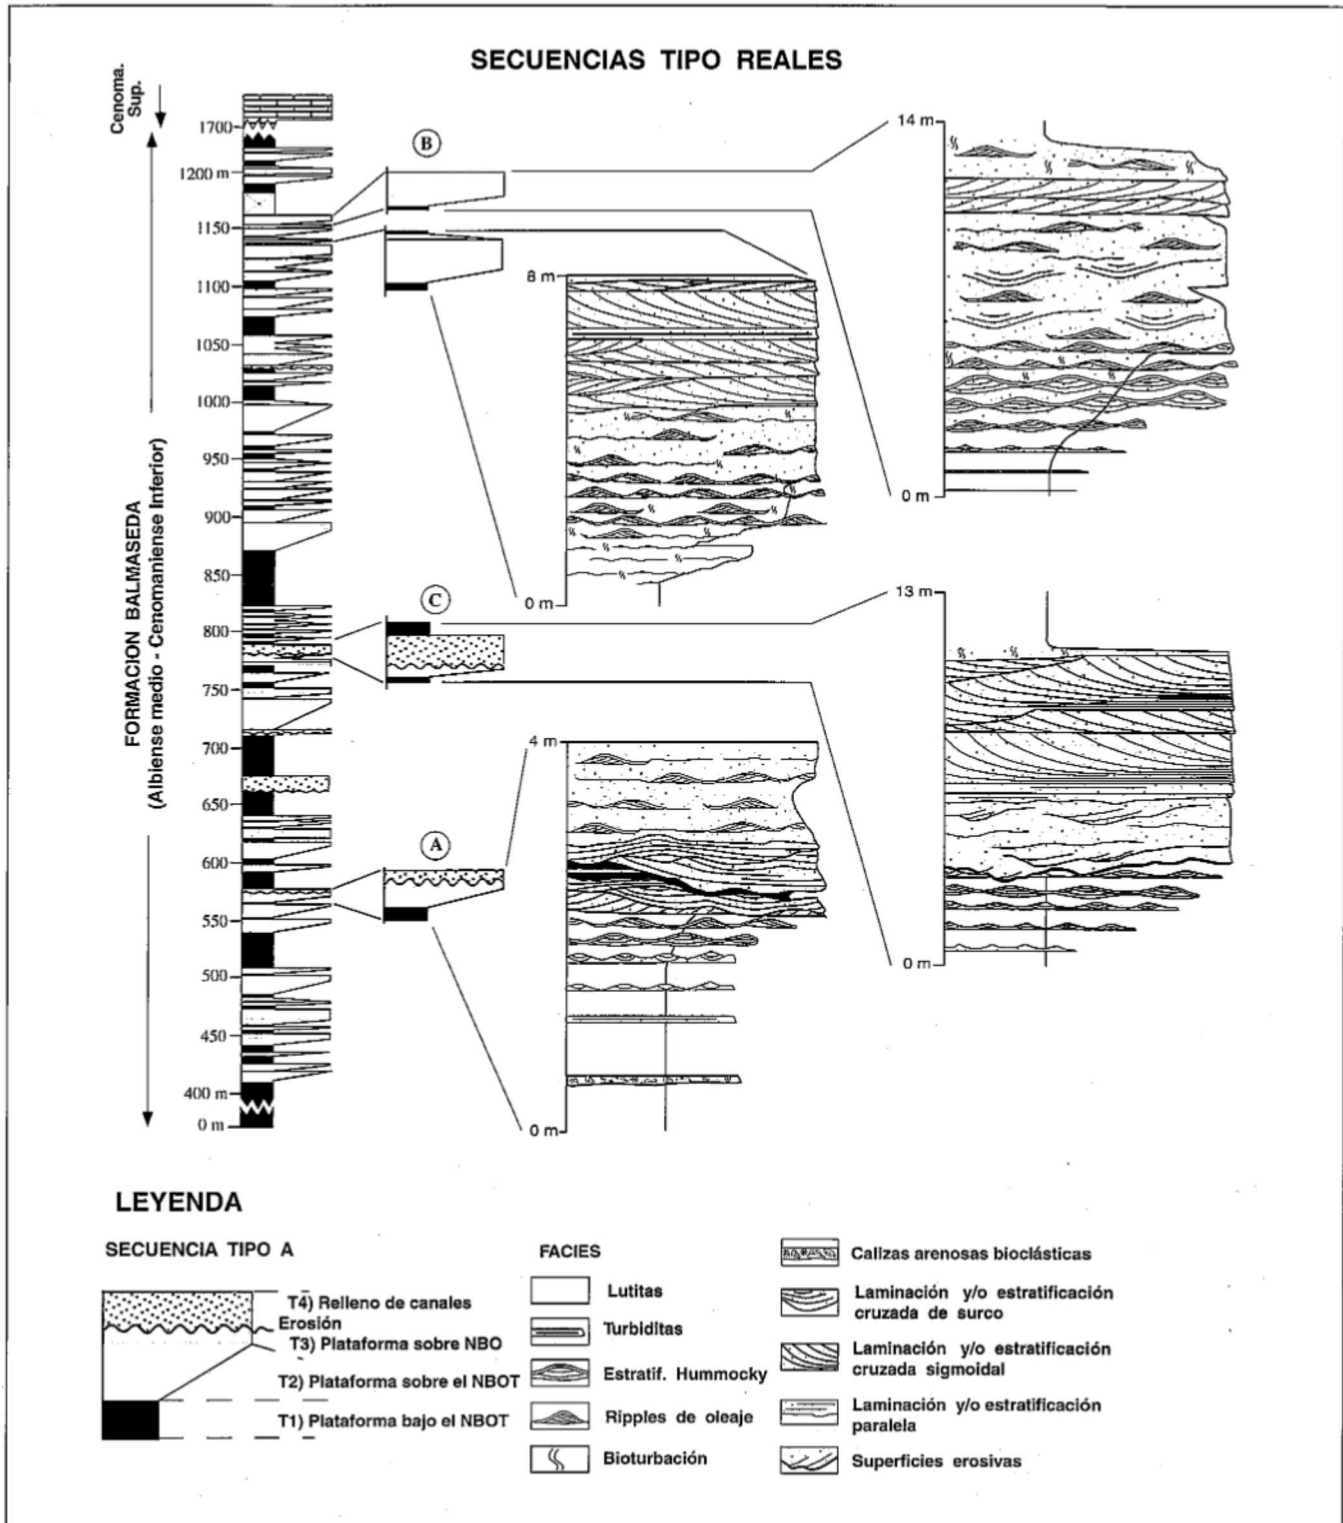 SECUENCIAS TIPO REALES
Cenoma.
Sup.
1700
1200 m
1150
1100
1050
1000
950
900
850
800
750
700
650
600
550
500
450
400 m
0 m
FORMACION BALMASEDA
(Albiense medio - Cenomaniense Inferior)
B
14 m
0 m
8 m
0 m
C
13 m
0 m
A
4 m
0 m
LEYENDA
SECUENCIA TIPO A
T4) Relleno de canales
Erosión
T3) Plataforma sobre NBO
T2) Plataforma sobre el NBOT
T1) Plataforma bajo el NBOT
FACIES
Lutitas
Turbiditas
Estratif. Hummocky
Ripples de oleaje
Bioturbación
Calizas arenosas bioclásticas
Laminación y/o estratificación
cruzada de surco
Laminación y/o estratificación
cruzada sigmoidal
Laminación y/o estratificación
paralela
Superficies erosivas